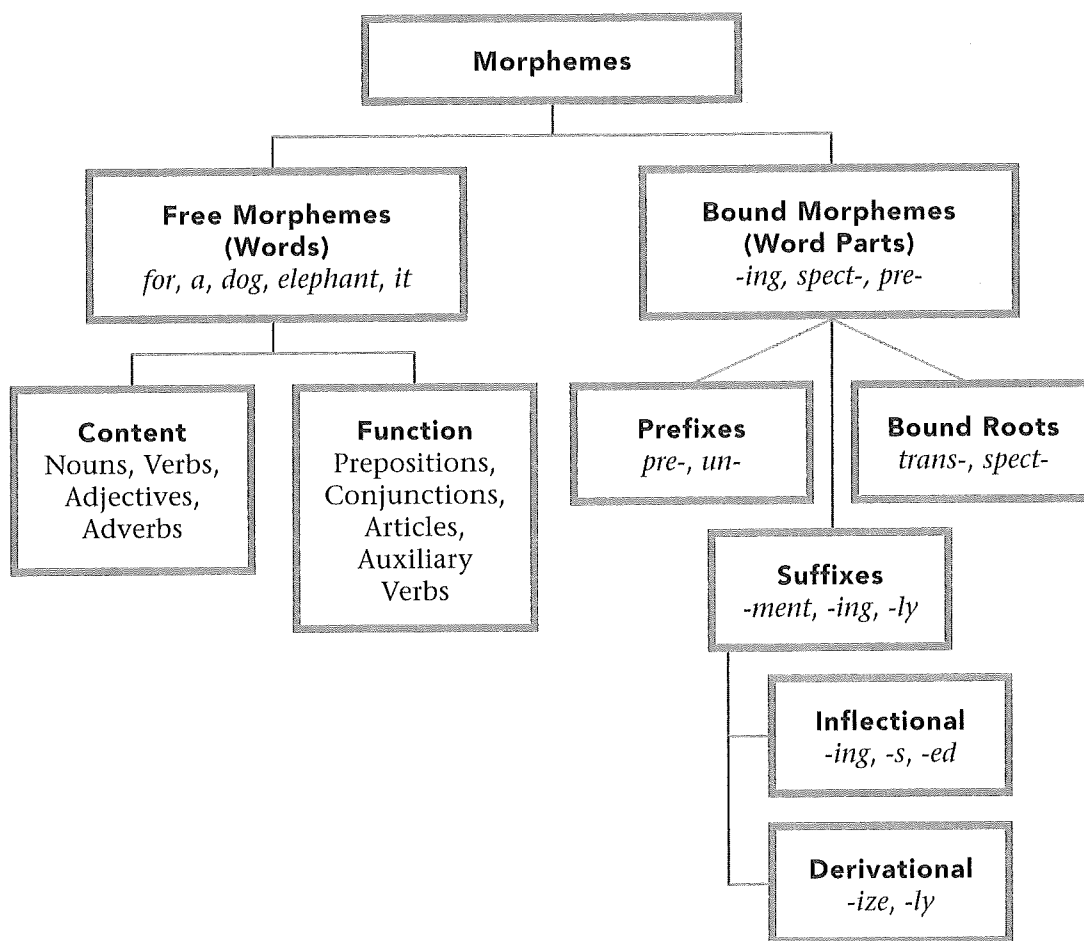 Morphemes
Free Morphemes
(Words)
for, a, dog, elephant, it
Bound Morphemes
(Word Parts)
-ing, spect-, pre-
Content
Nouns, Verbs,
Adjectives,
Adverbs
Function
Prepositions,
Conjunctions,
Articles,
Auxiliary
Verbs
Prefixes
pre-, un-
Bound Roots
trans-, spect-
Suffixes
-ment, -ing, -ly
Inflectional
-ing, -s, -ed
Derivational
-ize, -ly